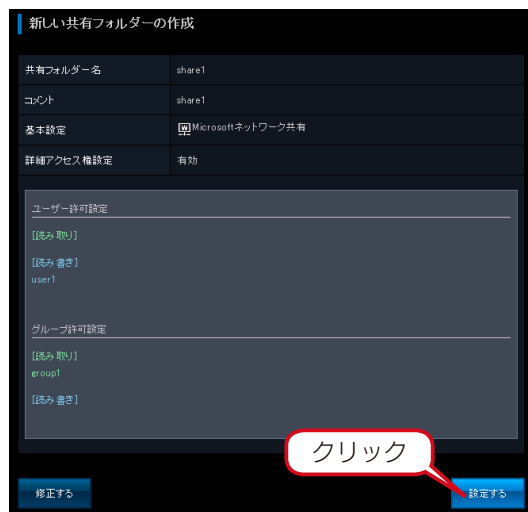 新しい共有フォルダーの作成
共有フォルダー名 share1
コメント share1
基本設定 Microsoftネットワーク共有
詳細アクセス権設定 有効
ユーザー許可設定
[読み取り]
[読み書き]
user1
グループ許可設定
[読み取り]
group1
[読み書き]
クリック
修正する 設定する